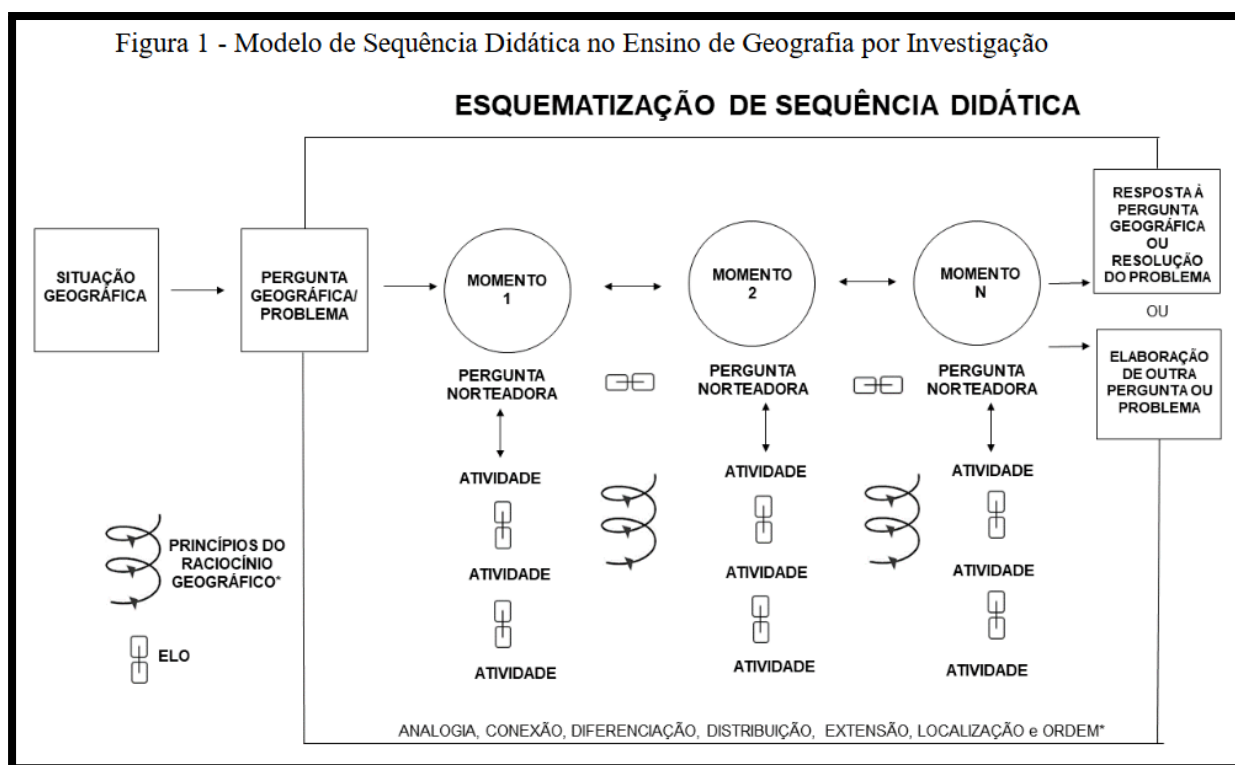 Figura 1 - Modelo de Sequência Didática no Ensino de Geografia por Investigação
ESQUEMATIZAÇÃO DE SEQUÊNCIA DIDÁTICA
SITUAÇÃO
GEOGRÁFICA
PERGUNTA
GEOGRÁFICA/
PROBLEMA
MOMENTO
1
MOMENTO
2
MOMENTO
N
RESPOSTA À
PERGUNTA
GEOGRÁFICA
OU
RESOLUÇÃO
DO PROBLEMA
OU
ELABORAÇÃO
DE OUTRA
PERGUNTA OU
PROBLEMA
PERGUNTA
NORTEADORA
PERGUNTA
NORTEADORA
PERGUNTA
NORTEADORA
ATIVIDADE
ATIVIDADE
ATIVIDADE
ATIVIDADE
ATIVIDADE
ATIVIDADE
ATIVIDADE
ATIVIDADE
ATIVIDADE
PRINCÍPIOS DO
RACIOCÍNIO
GEOGRÁFICO*
ELO
ANALOGIA, CONEXÃO, DIFERENCIAÇÃO, DISTRIBUIÇÃO, EXTENSÃO, LOCALIZAÇÃO e ORDEM*